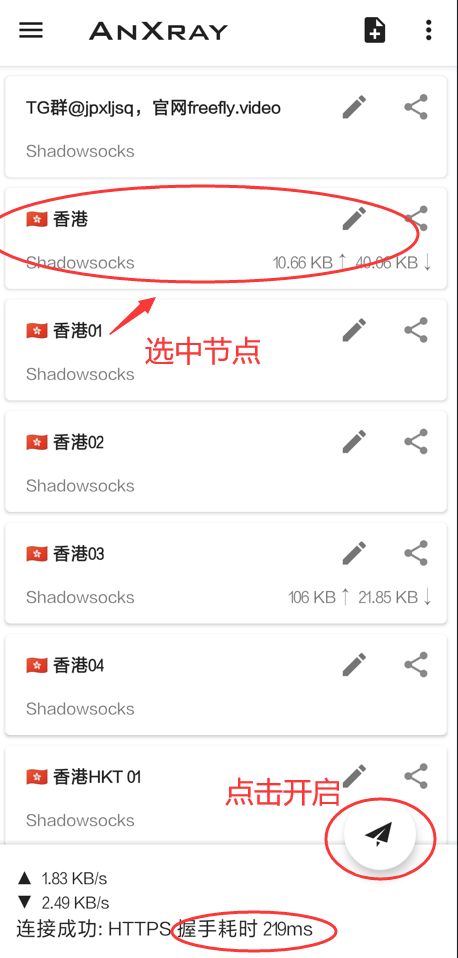 ANXRAY
TG群@jpxljsq，官网freefly.video
Shadowsocks
香港
Shadowsocks 10.66 KB↑ 40.06 KB↓
香港01
选中节点
Shadowsocks
香港02
Shadowsocks
香港03
Shadowsocks 106 KB↑ 21.85 KB↓
香港04
Shadowsocks
香港HKT 01
点击开启
Shadowsocks
▲ 1.83 KB/s
▼ 2.49 KB/s
连接成功: HTTPS 握手耗时 219ms